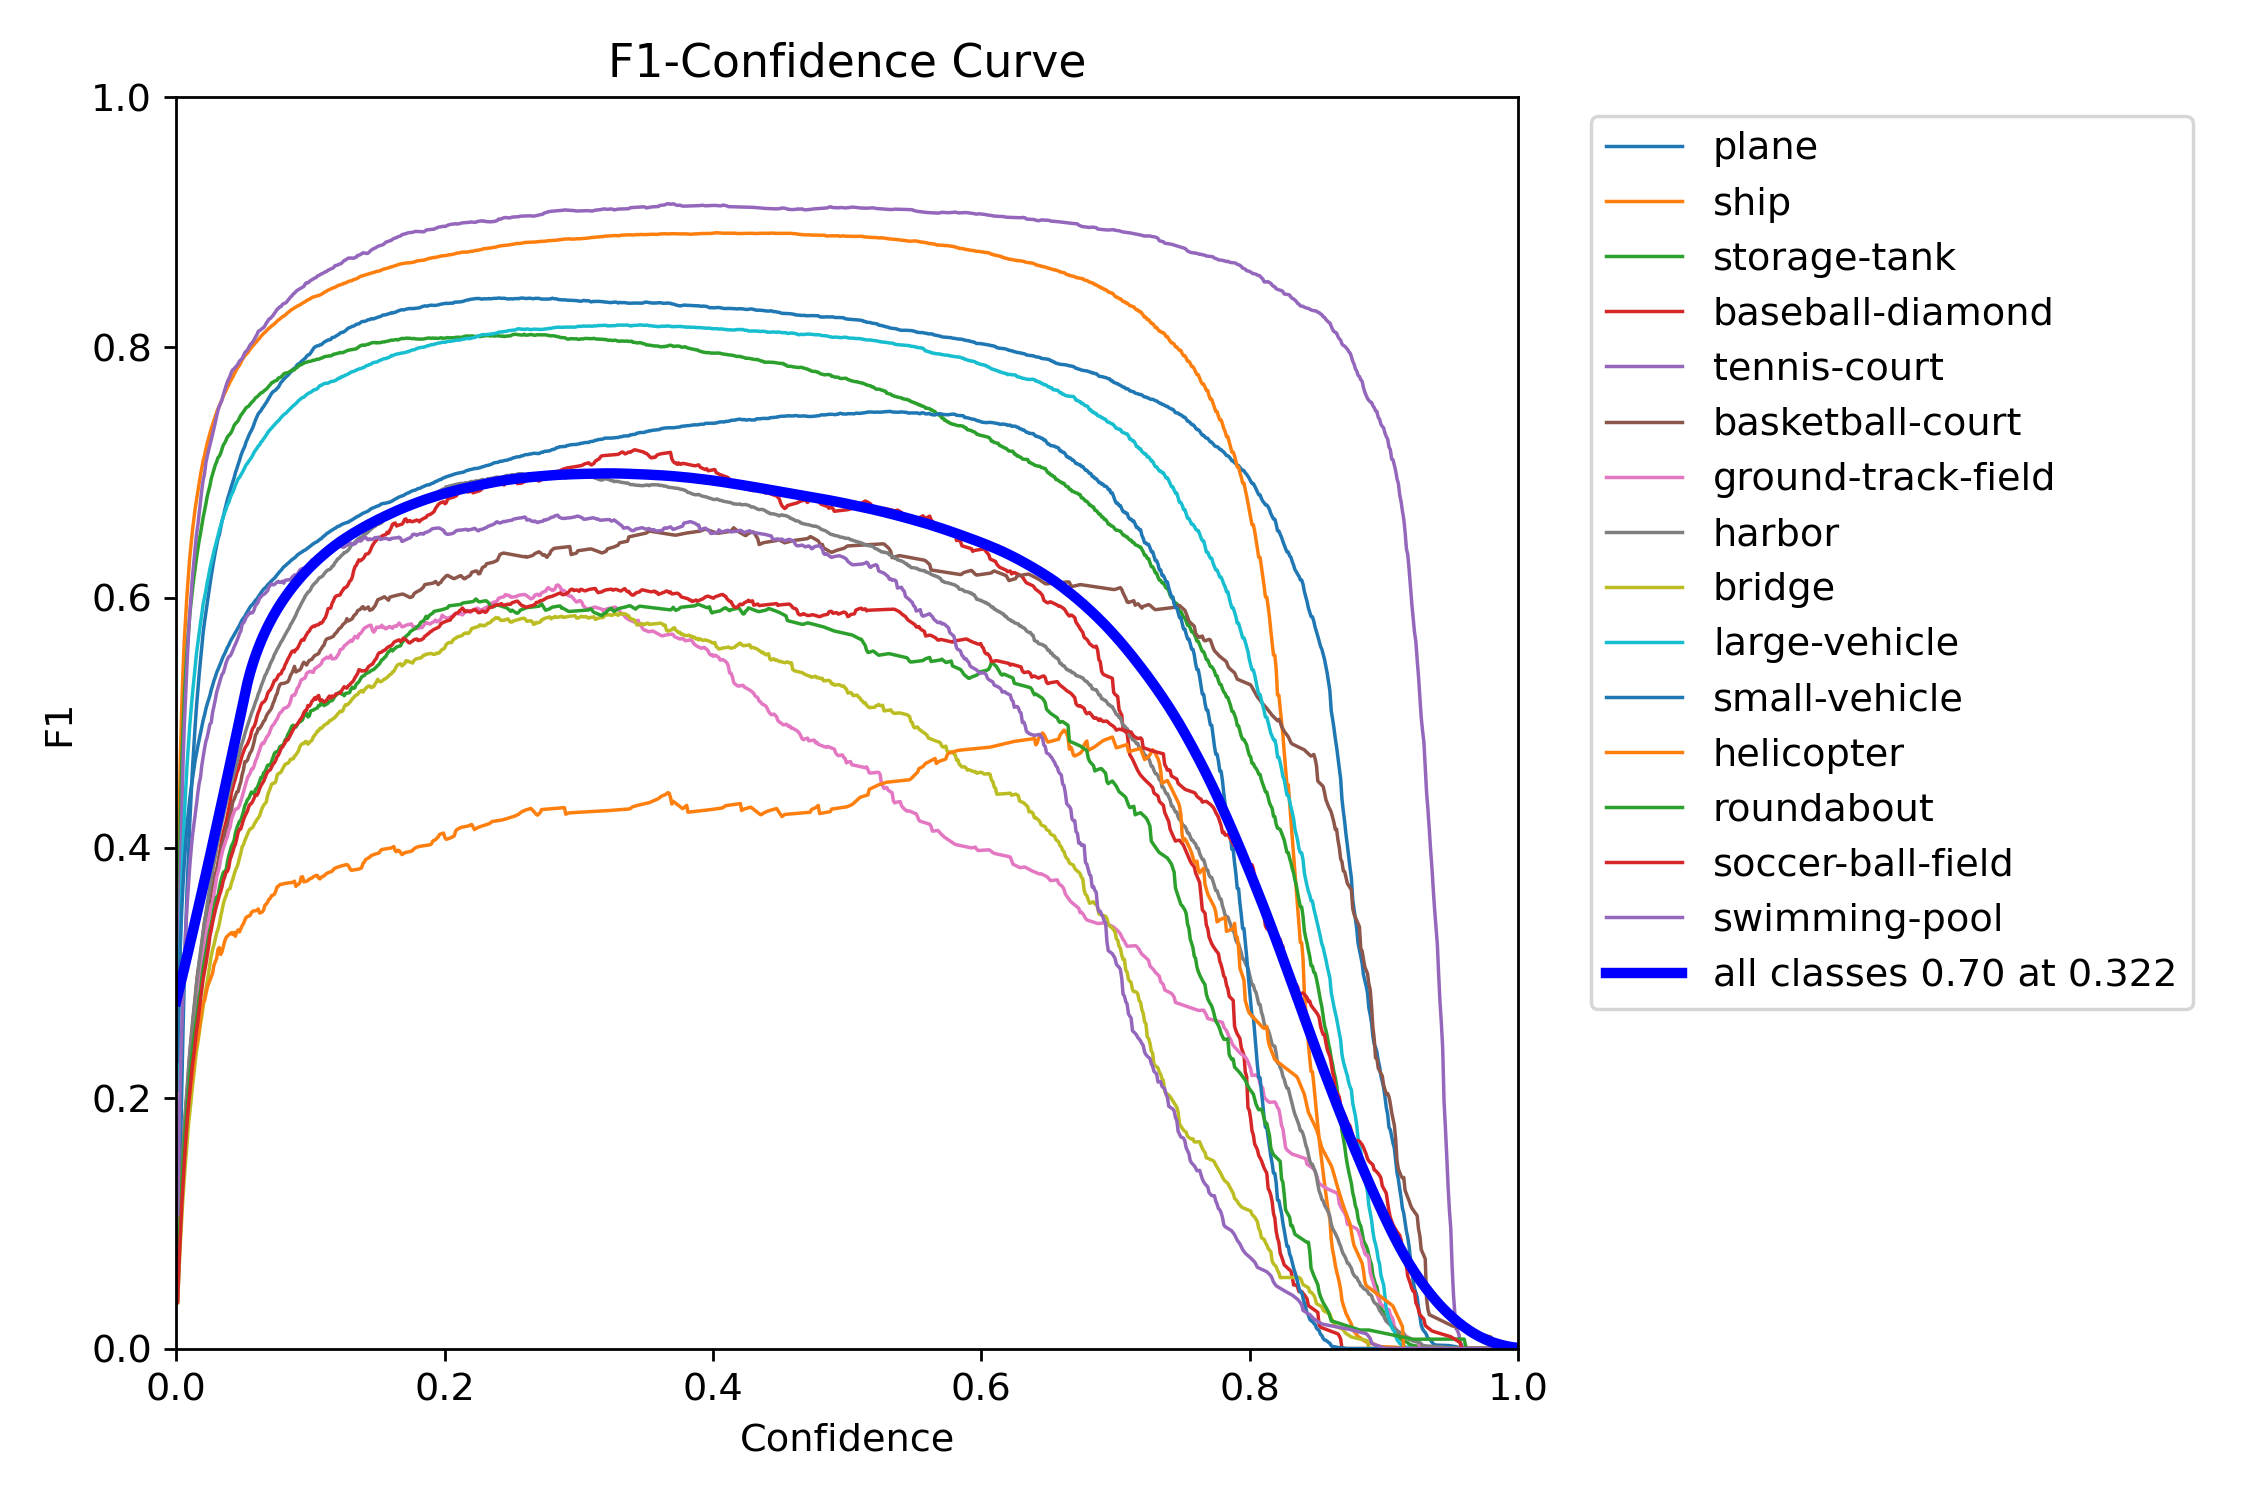 F1-Confidence Curve
1.0
0.8
0.6
0.4
0.2
0.0
F1
0.0 0.2 0.4 0.6 0.8 1.0
Confidence
plane
ship
storage-tank
baseball-diamond
tennis-court
basketball-court
ground-track-field
harbor
bridge
large-vehicle
small-vehicle
helicopter
roundabout
soccer-ball-field
swimming-pool
all classes 0.70 at 0.322